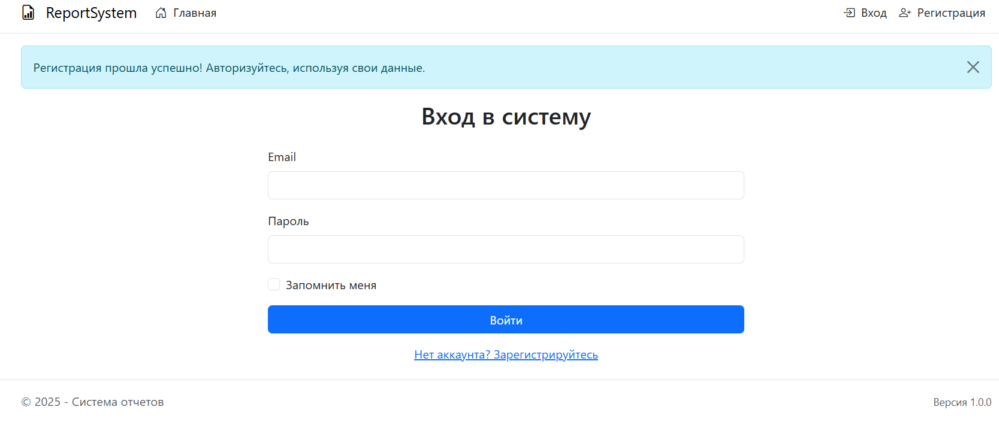 ReportSystem Главная Вход Регистрация
Регистрация прошла успешно! Авторизуйтесь, используя свои данные.
Вход в систему
Email
Пароль
Запомнить меня
Войти
Нет аккаунта? Зарегистрируйтесь
© 2025 - Система отчетов Версия 1.0.0